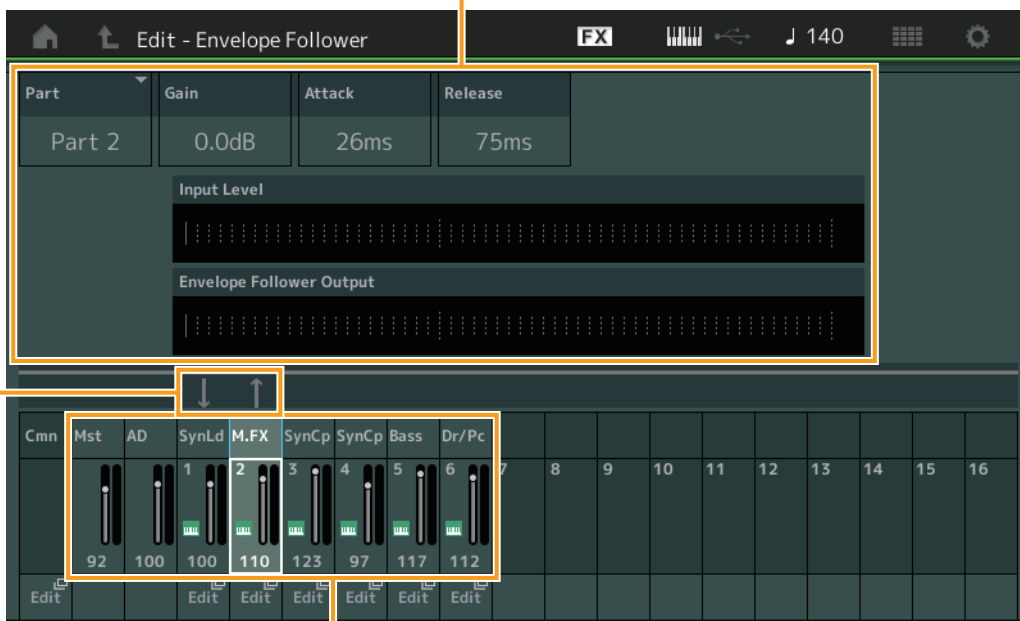 Edit - Envelope Follower FX ♩ 140
Part Gain Attack Release
Part 2 0.0dB 26ms 75ms
Input Level
Envelope Follower Output
↓ ↑
Cmn Mst AD SynLd M.FX SynCp SynCp Bass Dr/Pc
1 2 3 4 5 6 7 8 9 10 11 12 13 14 15 16
92 100 100 110 123 97 117 112
Edit Edit Edit Edit Edit Edit Edit